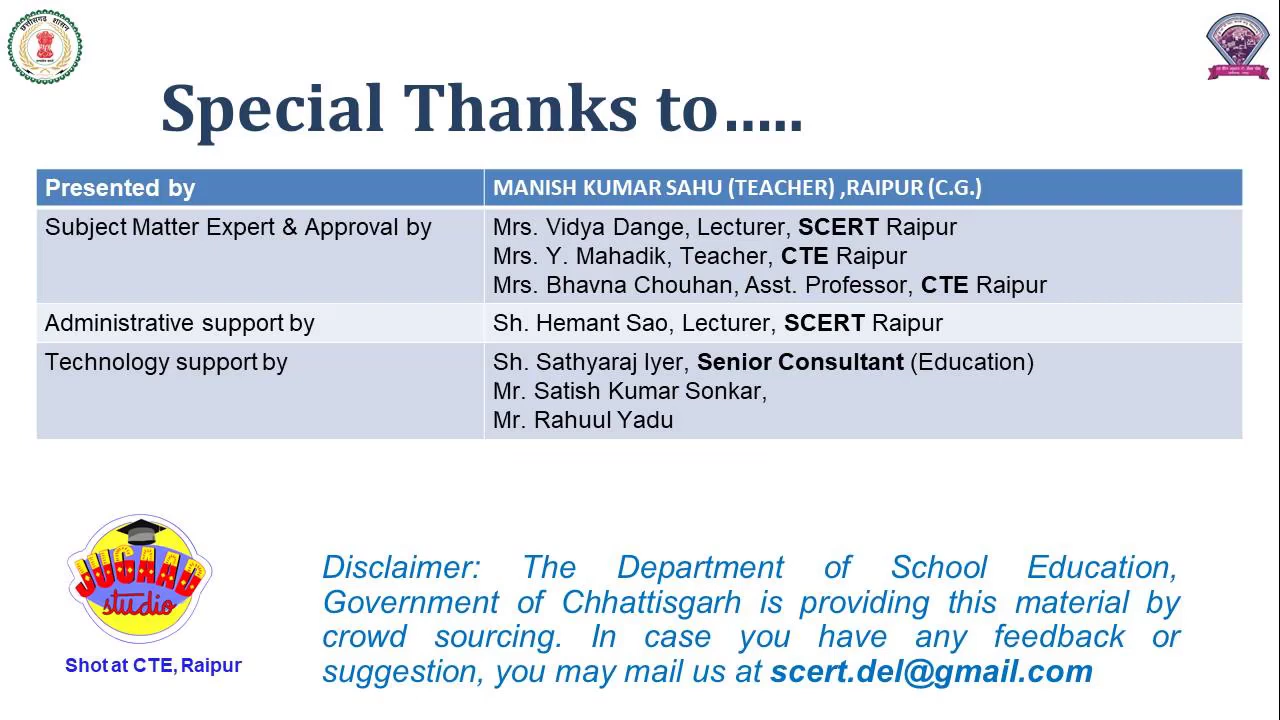 छत्तीसगढ़ शासन
Special Thanks to.....
Presented by
MANISH KUMAR SAHU (TEACHER) ,RAIPUR (C.G.)
Subject Matter Expert & Approval by
Mrs. Vidya Dange, Lecturer, SCERT Raipur
Mrs. Y. Mahadik, Teacher, CTE Raipur
Mrs. Bhavna Chouhan, Asst. Professor, CTE Raipur
Administrative support by
Sh. Hemant Sao, Lecturer, SCERT Raipur
Technology support by
Sh. Sathyaraj Iyer, Senior Consultant (Education)
Mr. Satish Kumar Sonkar,
Mr. Rahuul Yadu
JUGAAD
studio
Shot at CTE, Raipur
Disclaimer: The Department of School Education,
Government of Chhattisgarh is providing this material by
crowd sourcing. In case you have any feedback or
suggestion, you may mail us at scert.del@gmail.com